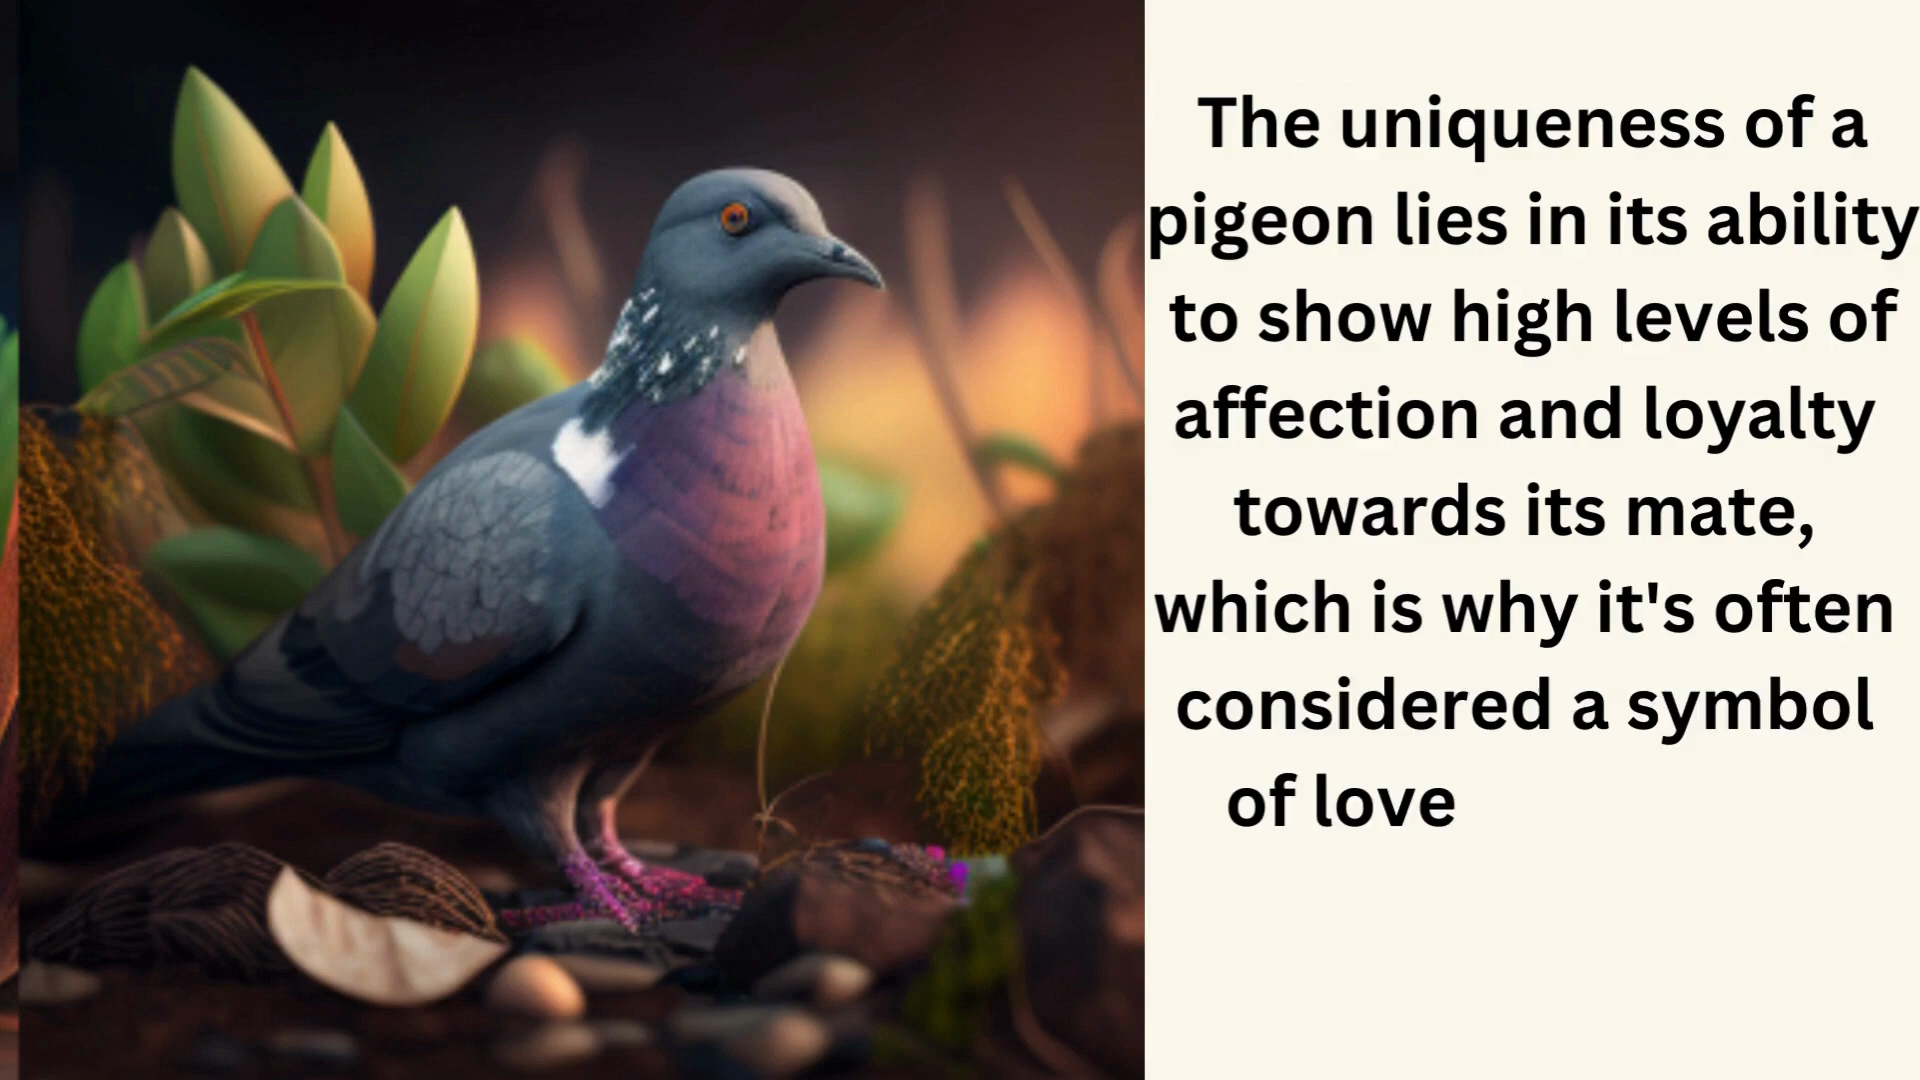 The uniqueness of a
pigeon lies in its ability
to show high levels of
affection and loyalty
towards its mate,
which is why it's often
considered a symbol
of love